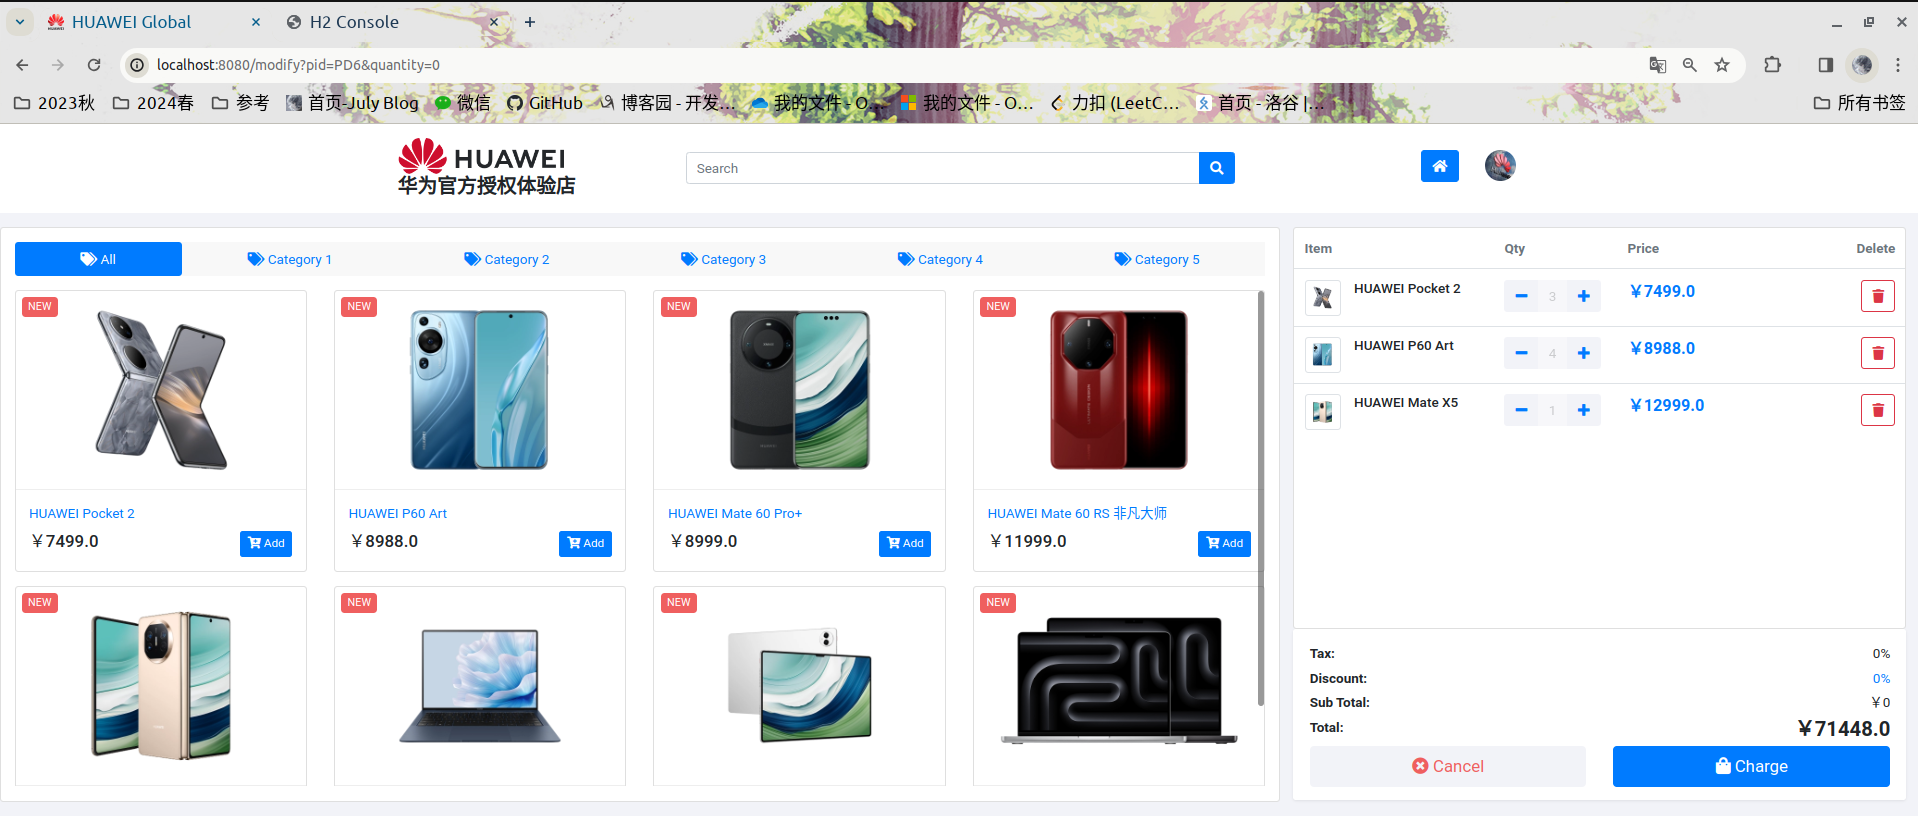 HUAWEI Global
H2 Console
localhost:8080/modify?pid=PD6&quantity=0
2023秋
2024春
参考
首页-July Blog
微信
GitHub
博客园 - 开发...
我的文件 - O...
我的文件 - O...
力扣 (LeetC...
首页 - 洛谷 |...
所有书签
HUAWEI
华为官方授权体验店
Search
All
Category 1
Category 2
Category 3
Category 4
Category 5
NEW
NEW
NEW
NEW
HUAWEI Pocket 2
HUAWEI P60 Art
HUAWEI Mate 60 Pro+
HUAWEI Mate 60 RS 非凡大师
¥7499.0
Add
¥8988.0
Add
¥8999.0
Add
¥11999.0
Add
NEW
NEW
NEW
NEW
Item Qty Price Delete
HUAWEI Pocket 2 3 ¥7499.0
HUAWEI P60 Art 4 ¥8988.0
HUAWEI Mate X5 1 ¥12999.0
Tax: 0%
Discount: 0%
Sub Total: ¥0
Total: ¥71448.0
Cancel
Charge